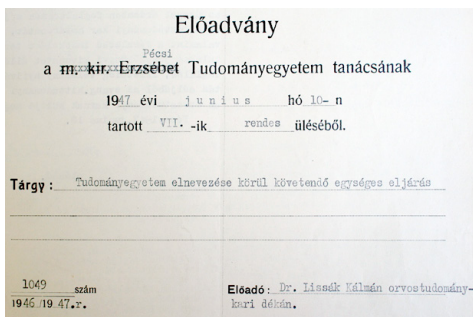 Előadvány
Pécsi
a m. kir. Erzsébet Tudományegyetem tanácsának
1947 évi junius hó 10-n
tartott VII. -ik rendes üléséből.
Tárgy : Tudományegyetem elnevezése körül követendő egységes eljárás
1049 szám
1946/1947.r.
Előadó : Dr. Lissák Kálmán orvostudomány-
kari dékán.